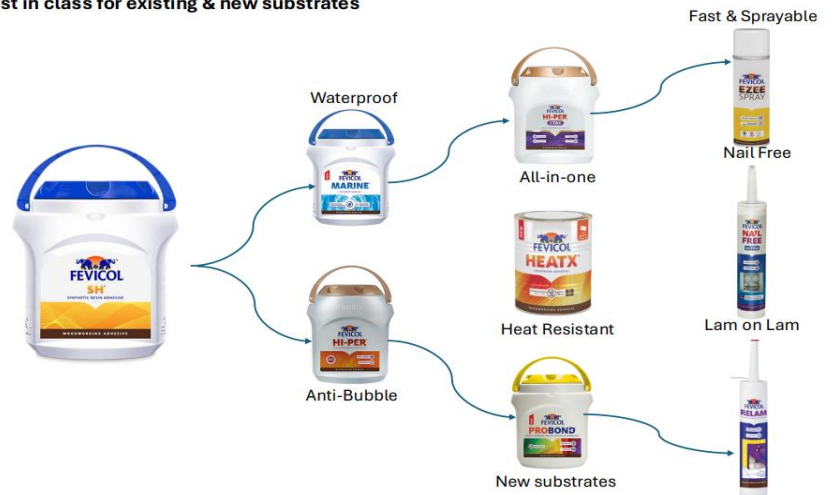 st in class for existing & new substrates
Fast & Sprayable
FEVICOL
EZEE
SPRAY
Waterproof
FEVICOL
MARINE
FEVICOL
HI-PER
All-in-one
Nail Free
FEVICOL
NAIL
FREE
FEVICOL
SH
SYNTHETIC RESIN ADHESIVE
WOODWORKING ADHESIVE
FEVICOL
HEATX
Heat Resistant
FEVICOL
HI-PER
Anti-Bubble
Lam on Lam
FEVICOL
PROBOND
New substrates
FEVICOL
RELAM